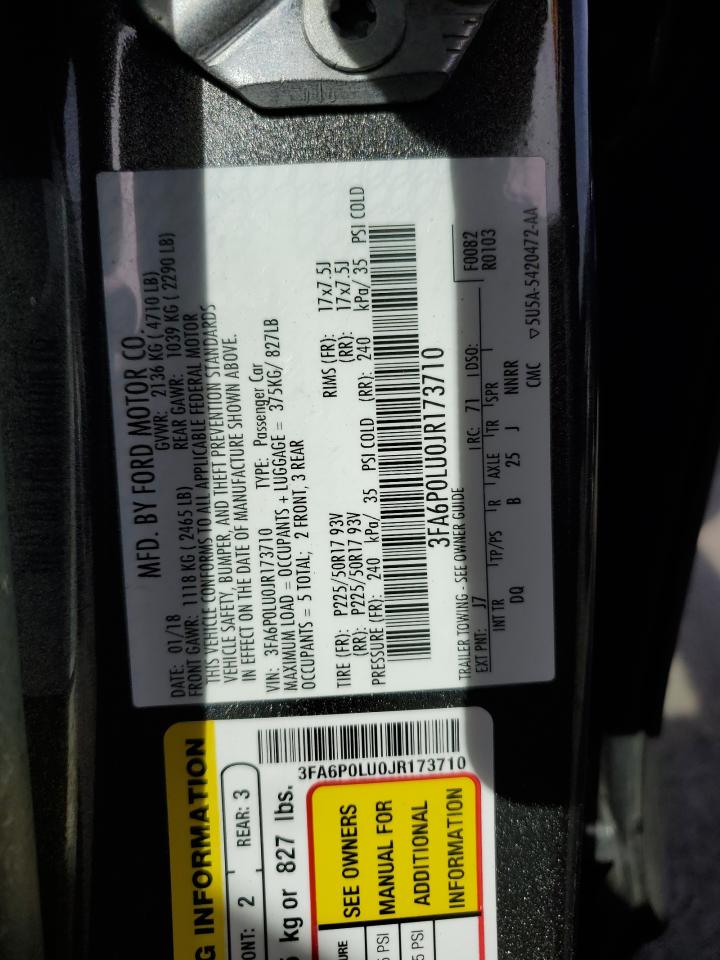 MFD. BY FORD MOTOR CO.
DATE: 01/18 GVWR: 2136 KG ( 4710 LB)
FRONT GAWR: 1118 KG ( 2465 LB) REAR GAWR: 1039 KG ( 2290 LB)
THIS VEHICLE CONFORMS TO ALL APPLICABLE FEDERAL MOTOR
VEHICLE SAFETY, BUMPER, AND THEFT PREVENTION STANDARDS
IN EFFECT ON THE DATE OF MANUFACTURE SHOWN ABOVE.
VIN: 3FA6P0LU0JR173710 TYPE: Passenger Car
MAXIMUM LOAD = OCCUPANTS + LUGGAGE = 375KG/ 827LB
OCCUPANTS = 5 TOTAL; 2 FRONT, 3 REAR
TIRE (FR): P225/50R17 93V RIMS (FR): 17x7.5J
(RR): P225/50R17 93V (RR): 17x7.5J
PRESSURE (FR): 240 kPa/ 35 PSI COLD (RR): 240 kPa/ 35 PSI COLD
3FA6P0LU0JR173710
TRAILER TOWING - SEE OWNER GUIDE
F0082
EXT PNT: J7 RC: 71 DSO: R0103
INT TR TP/PS R AXLE TR SPR
DQ B 25 J NNRR
CMC ▽5U5A-5420472-AA
G INFORMATION
ONT: 2 REAR: 3
kg or 827 lbs.
3FA6P0LU0JR173710
SEE OWNERS
MANUAL FOR
ADDITIONAL
INFORMATION
URE
5 PSI
5 PSI